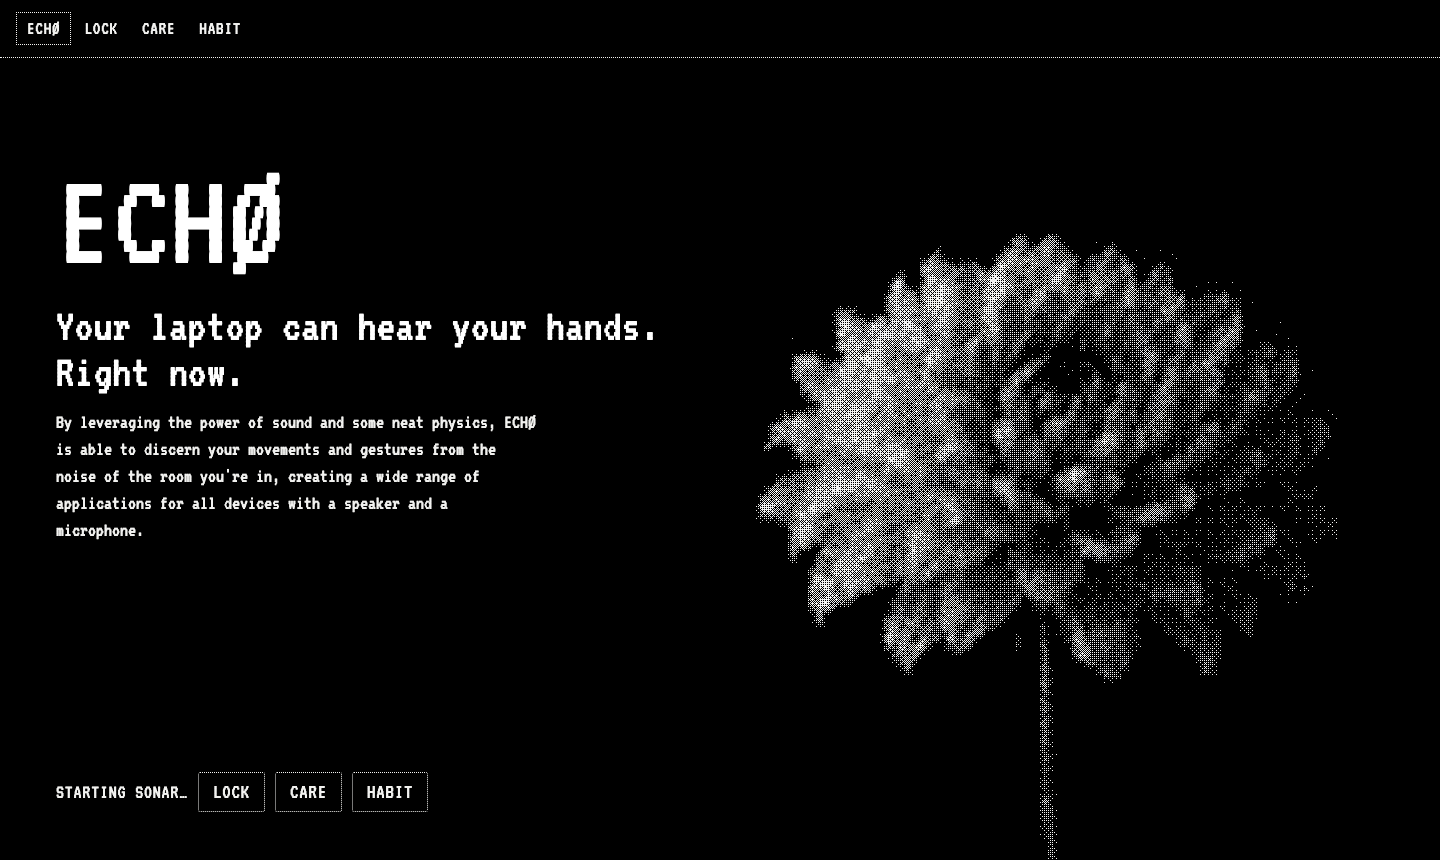 ECHØ LOCK CARE HABIT
ECHØ
Your laptop can hear your hands.
Right now.
By leveraging the power of sound and some neat physics, ECHØ
is able to discern your movements and gestures from the
noise of the room you're in, creating a wide range of
applications for all devices with a speaker and a
microphone.
STARTING SONAR… LOCK CARE HABIT